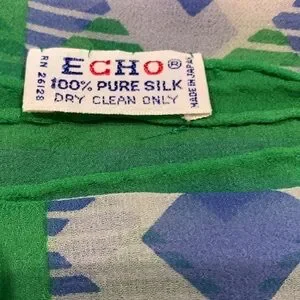 ECHO®
100% PURE SILK
DRY CLEAN ONLY
RN 26128
MADE IN JAPAN